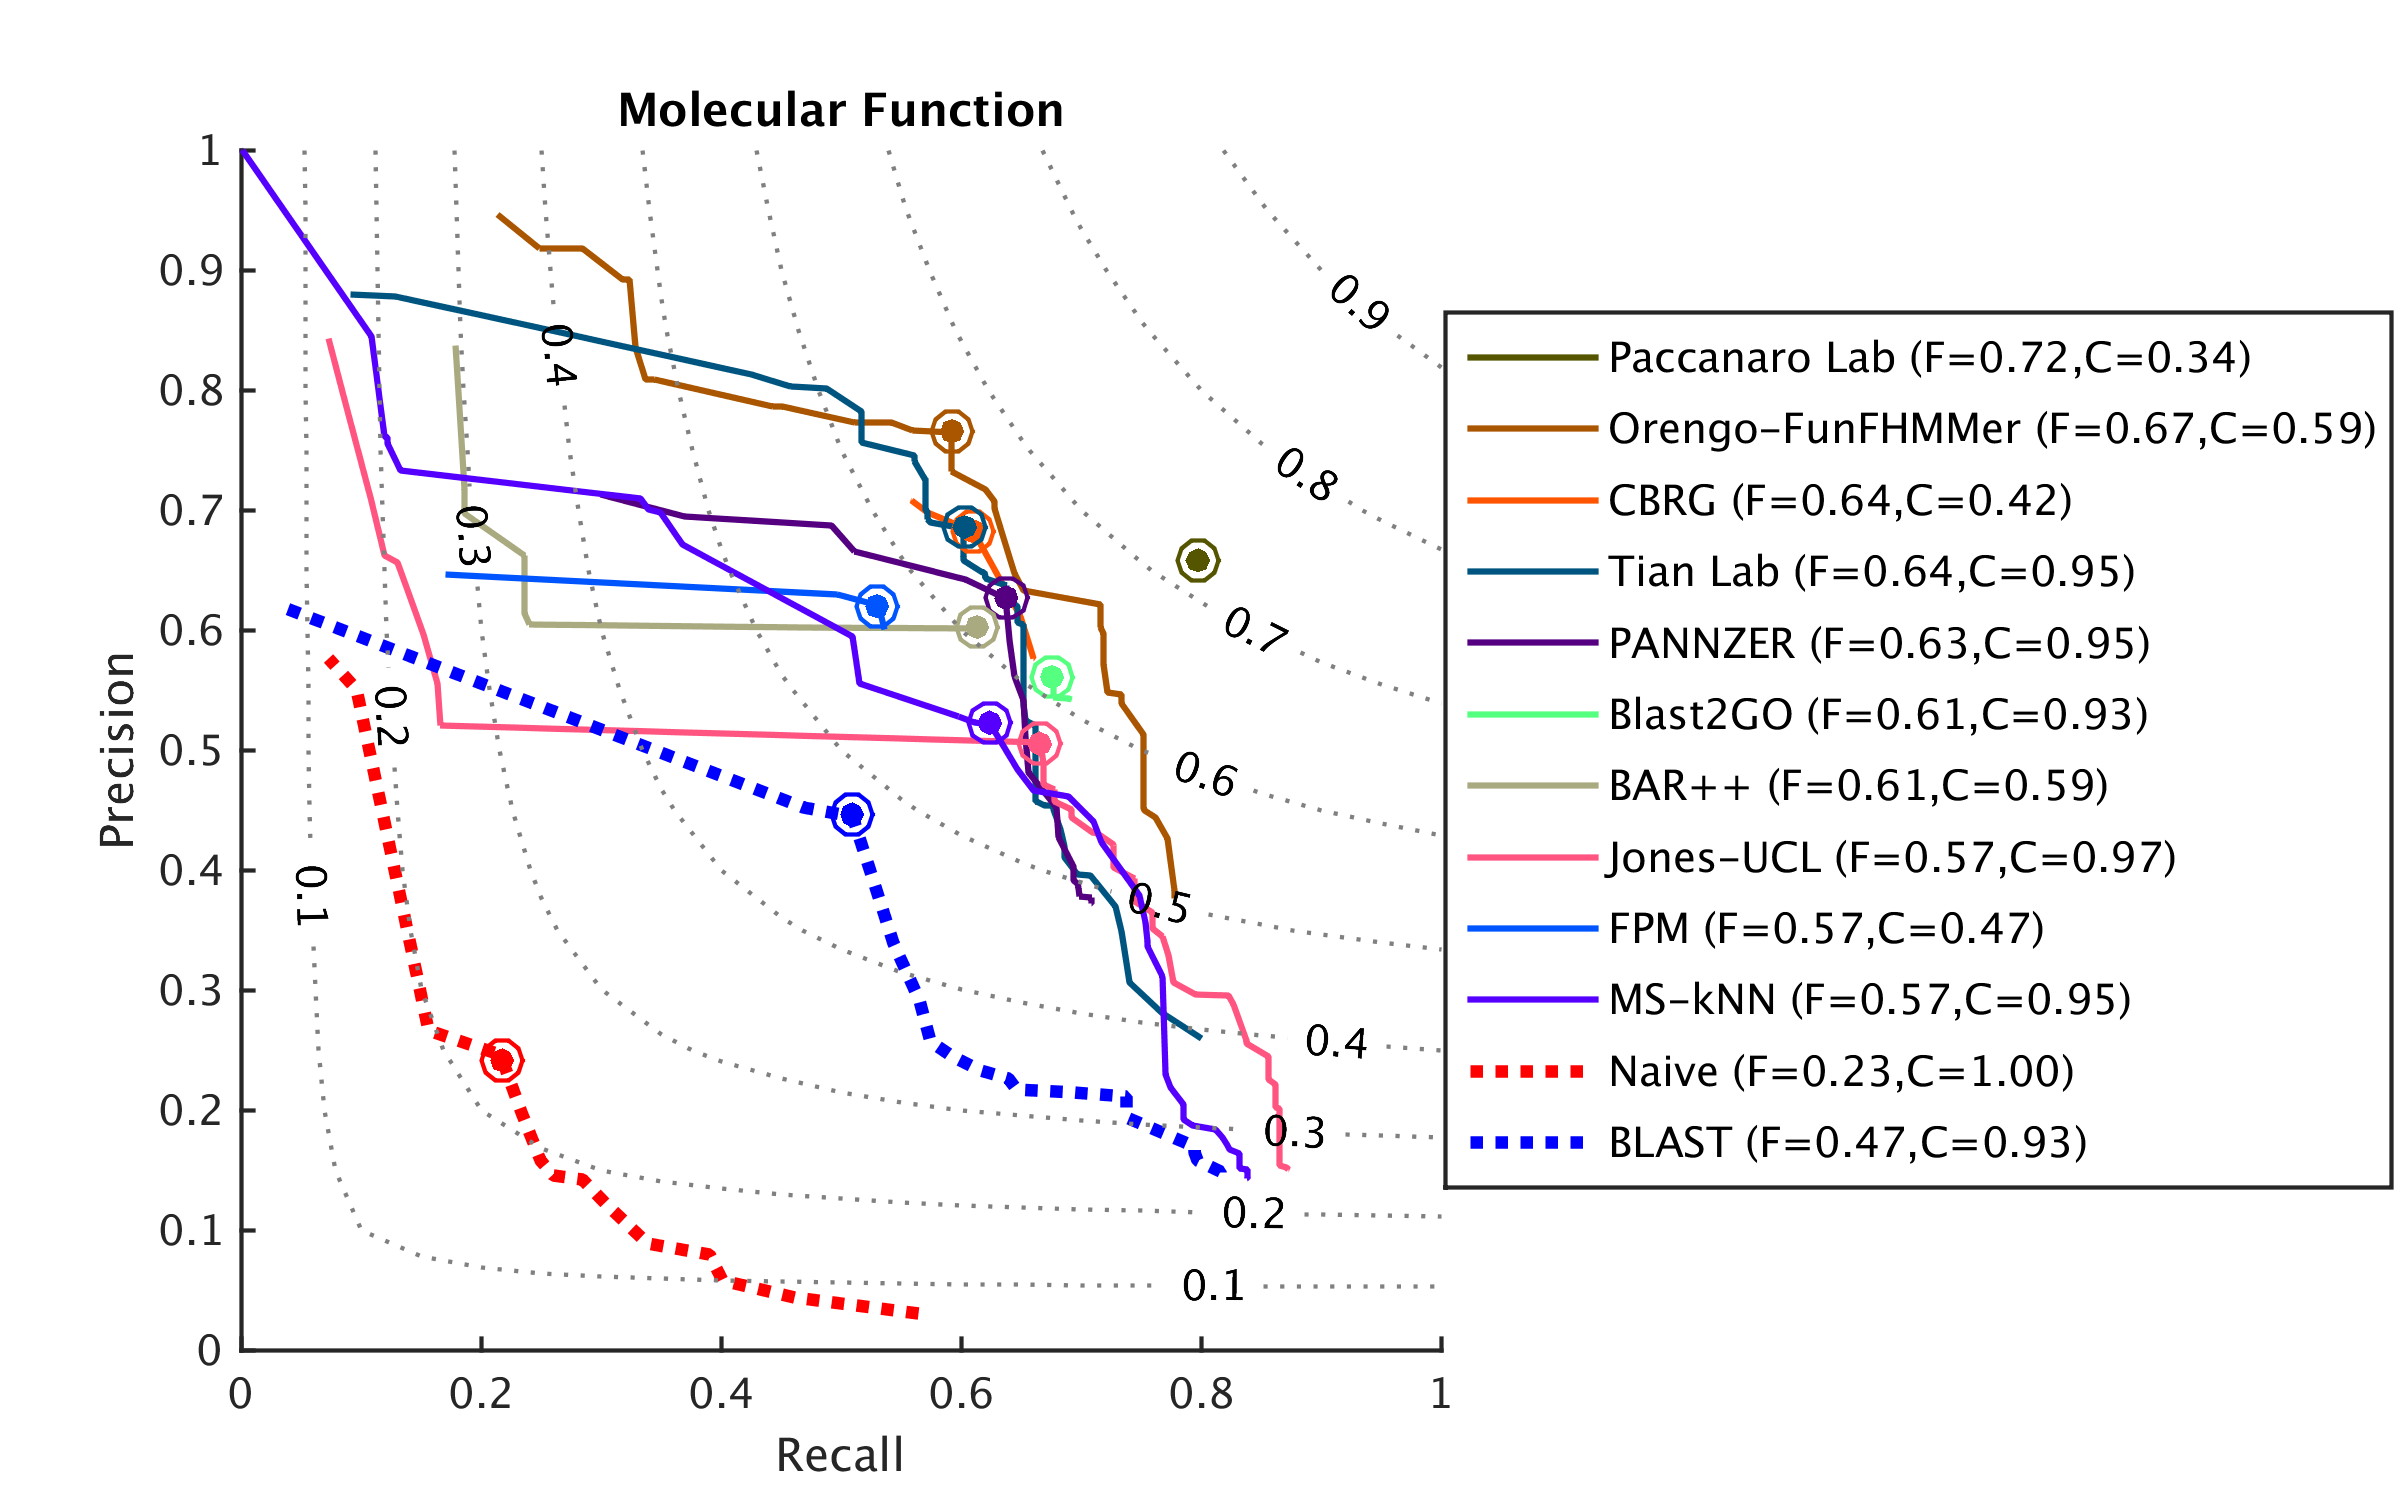 Molecular Function
1
0.9
0.8
0.7
0.6
0.5
0.4
0.3
0.2
0.1
0
Precision
0
0.2
0.4
0.6
0.8
1
Recall
0.1
0.2
0.3
0.4
0.9
0.8
0.7
0.6
0.5
0.4
0.3
0.2
0.1
Paccanaro Lab (F=0.72,C=0.34)
Orengo-FunFHMMer (F=0.67,C=0.59)
CBRG (F=0.64,C=0.42)
Tian Lab (F=0.64,C=0.95)
PANNZER (F=0.63,C=0.95)
Blast2GO (F=0.61,C=0.93)
BAR++ (F=0.61,C=0.59)
Jones-UCL (F=0.57,C=0.97)
FPM (F=0.57,C=0.47)
MS-kNN (F=0.57,C=0.95)
Naive (F=0.23,C=1.00)
BLAST (F=0.47,C=0.93)